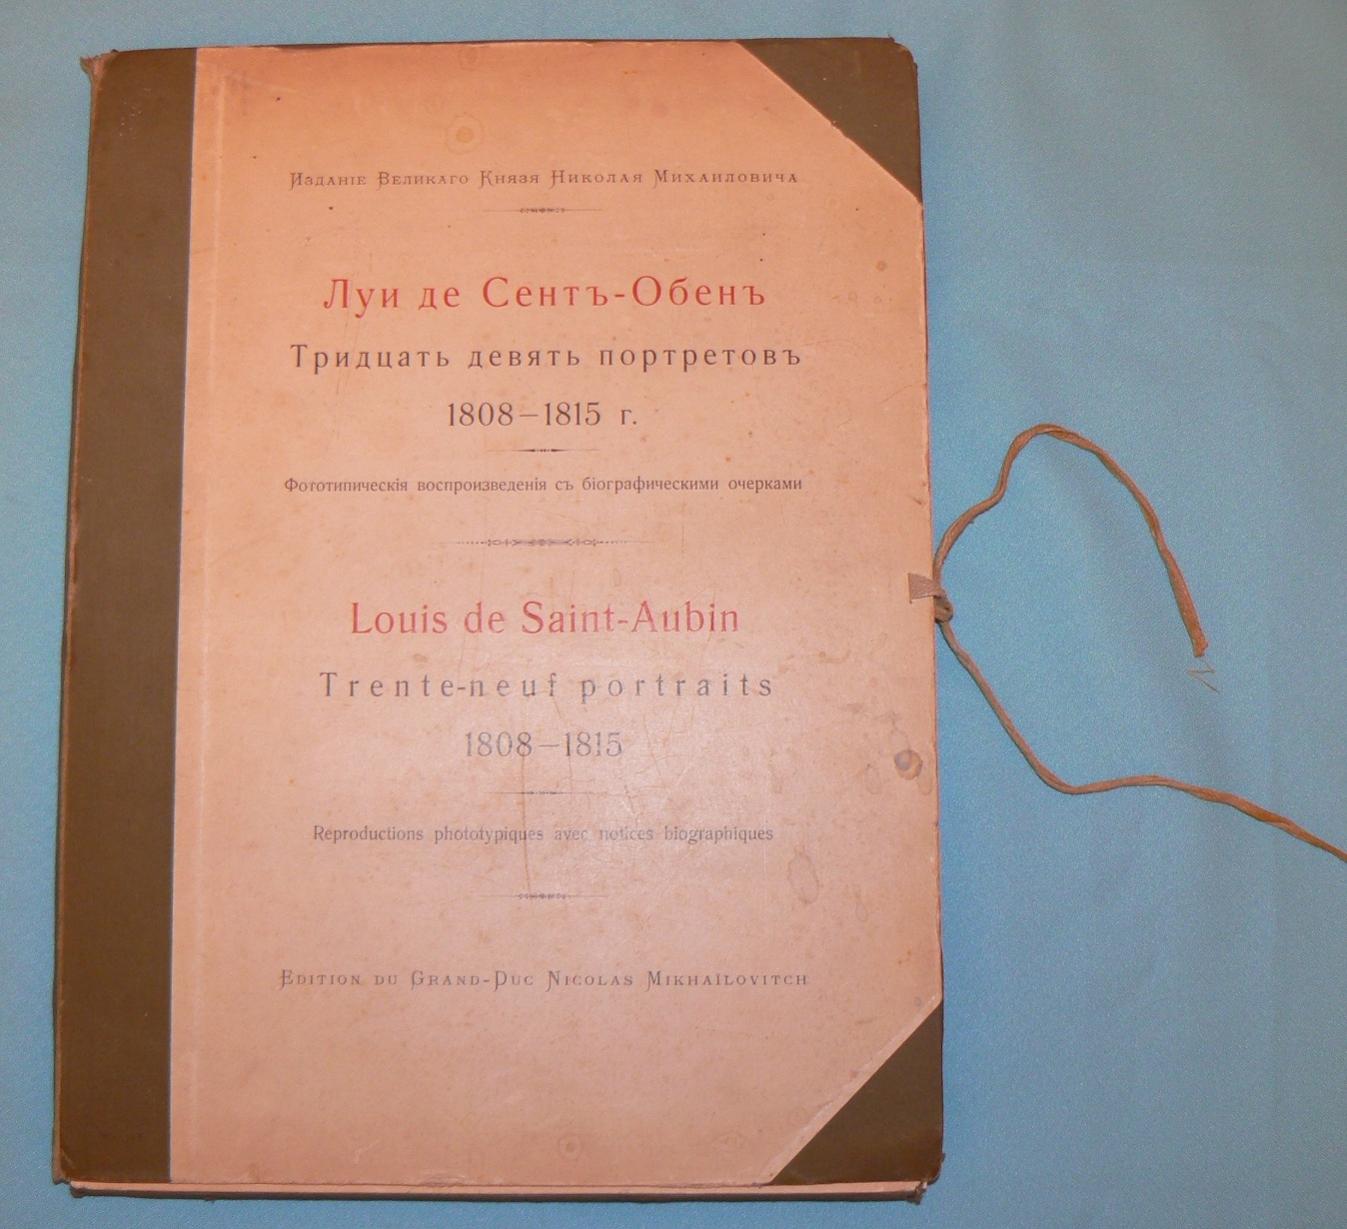 Изданіе Великаго Князя Николая Михаиловича
Луи де Сентъ-Обенъ
Тридцать девять портретовъ
1808–1815 г.
Фототипическія воспроизведенія съ біографическими очерками
Louis de Saint-Aubin
Trente-neuf portraits
1808–1815
Reproductions phototypiques avec notices biographiques
Edition du Grand-Duc Nicolas Mikhaïlovitch